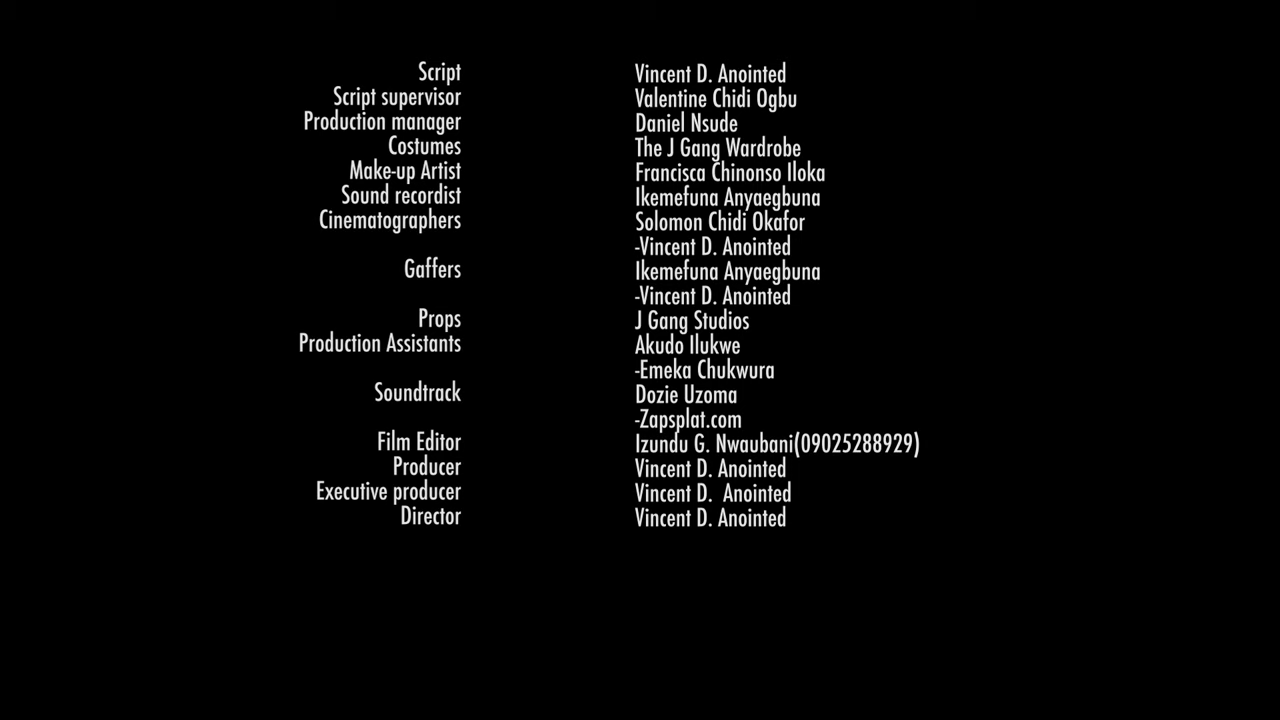 Script Vincent D. Anointed
Script supervisor Valentine Chidi Ogbu
Production manager Daniel Nsude
Costumes The J Gang Wardrobe
Make-up Artist Francisca Chinonso Iloka
Sound recordist Ikemefuna Anyaegbuna
Cinematographers Solomon Chidi Okafor
-Vincent D. Anointed
Gaffers Ikemefuna Anyaegbuna
-Vincent D. Anointed
Props J Gang Studios
Production Assistants Akudo Ilukwe
-Emeka Chukwura
Soundtrack Dozie Uzoma
-Zapsplat.com
Film Editor Izundu G. Nwaubani(09025288929)
Producer Vincent D. Anointed
Executive producer Vincent D.  Anointed
Director Vincent D. Anointed